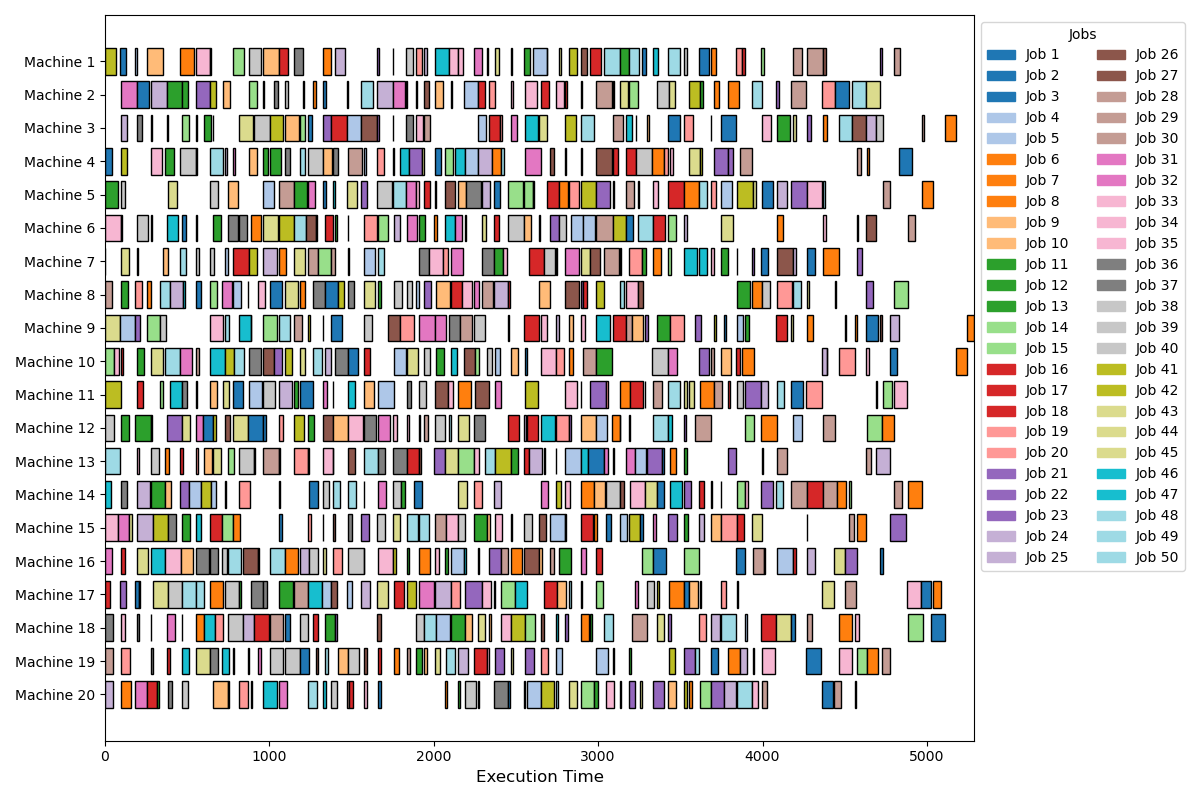 Machine 1
Machine 2
Machine 3
Machine 4
Machine 5
Machine 6
Machine 7
Machine 8
Machine 9
Machine 10
Machine 11
Machine 12
Machine 13
Machine 14
Machine 15
Machine 16
Machine 17
Machine 18
Machine 19
Machine 20
0 1000 2000 3000 4000 5000
Execution Time
Jobs
Job 1 Job 26
Job 2 Job 27
Job 3 Job 28
Job 4 Job 29
Job 5 Job 30
Job 6 Job 31
Job 7 Job 32
Job 8 Job 33
Job 9 Job 34
Job 10 Job 35
Job 11 Job 36
Job 12 Job 37
Job 13 Job 38
Job 14 Job 39
Job 15 Job 40
Job 16 Job 41
Job 17 Job 42
Job 18 Job 43
Job 19 Job 44
Job 20 Job 45
Job 21 Job 46
Job 22 Job 47
Job 23 Job 48
Job 24 Job 49
Job 25 Job 50